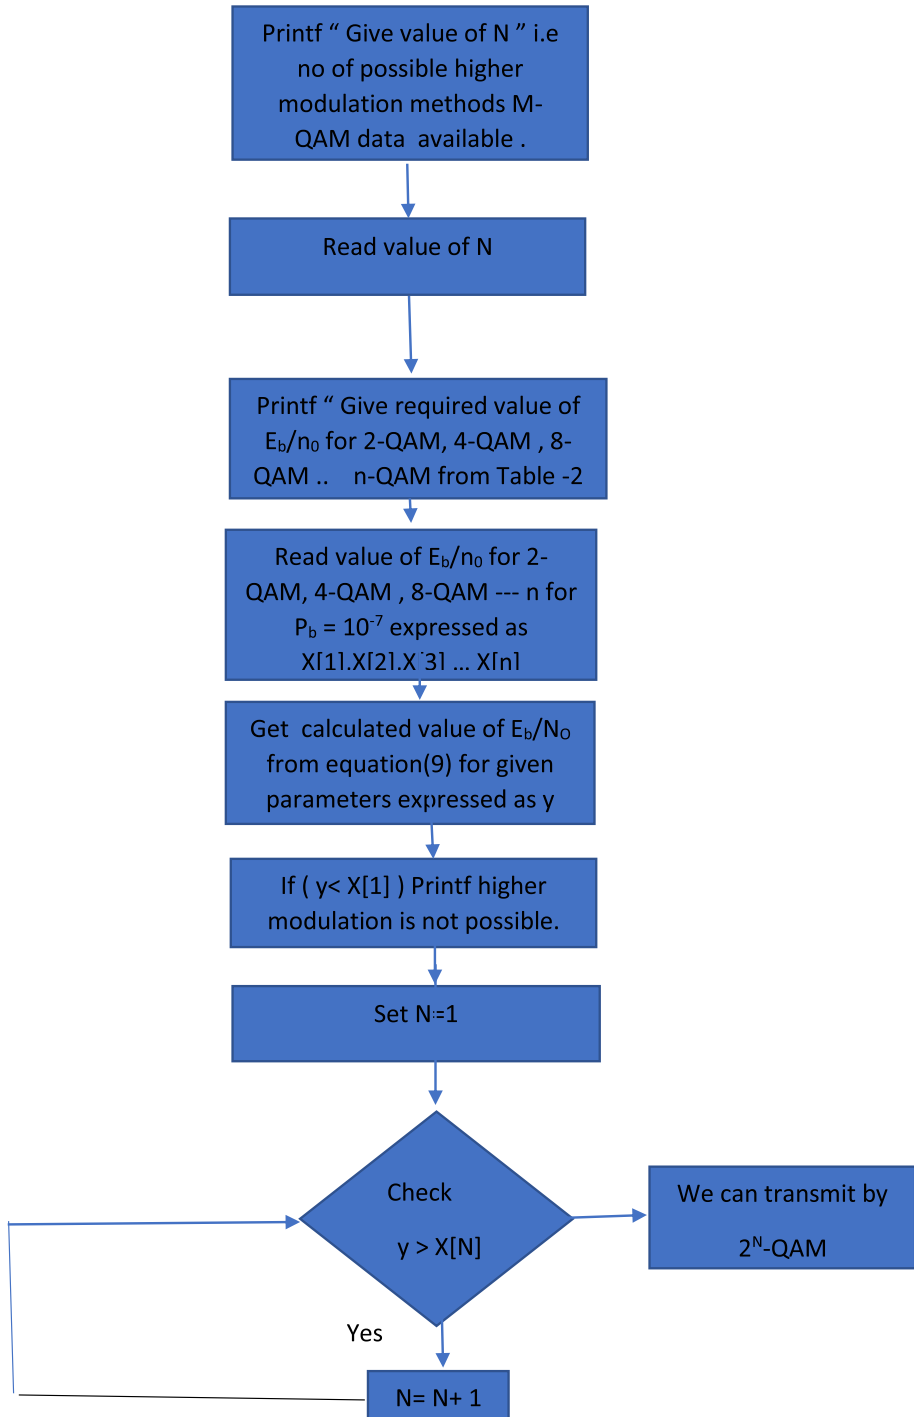 Printf “ Give value of N ” i.e
no of possible higher
modulation methods M-
QAM data  available .
Read value of N
Printf “ Give required value of
Eb/n0 for 2-QAM, 4-QAM , 8-
QAM ..   n-QAM from Table -2
Read value of Eb/n0 for 2-
QAM, 4-QAM , 8-QAM --- n for
Pb = 10-7 expressed as
X[1].X[2].X[3] ... X[n]
Get  calculated value of Eb/NO
from equation(9) for given
parameters expressed as y
If ( y< X[1] ) Printf higher
modulation is not possible.
Set N:=1
Check
y > X[N]
We can transmit by
2N-QAM
Yes
N= N+ 1